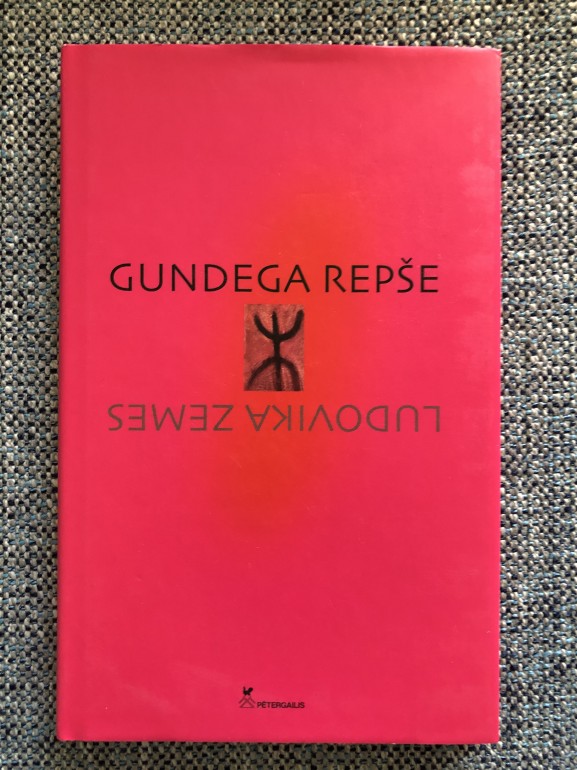 GUNDEGA REPŠE
LUDOVIKA ZEMES
PĒTERGAILIS